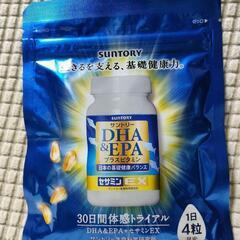 SUNTORY
きるを支える、基礎健康力。
SUNTORY
サントリー
DHA
&EPA
プラスビタミン
日本の基礎健康バランス
セサミンEX
30日間体感トライアル
DHA&EPA+セサミンEX
1日
4粒
目安